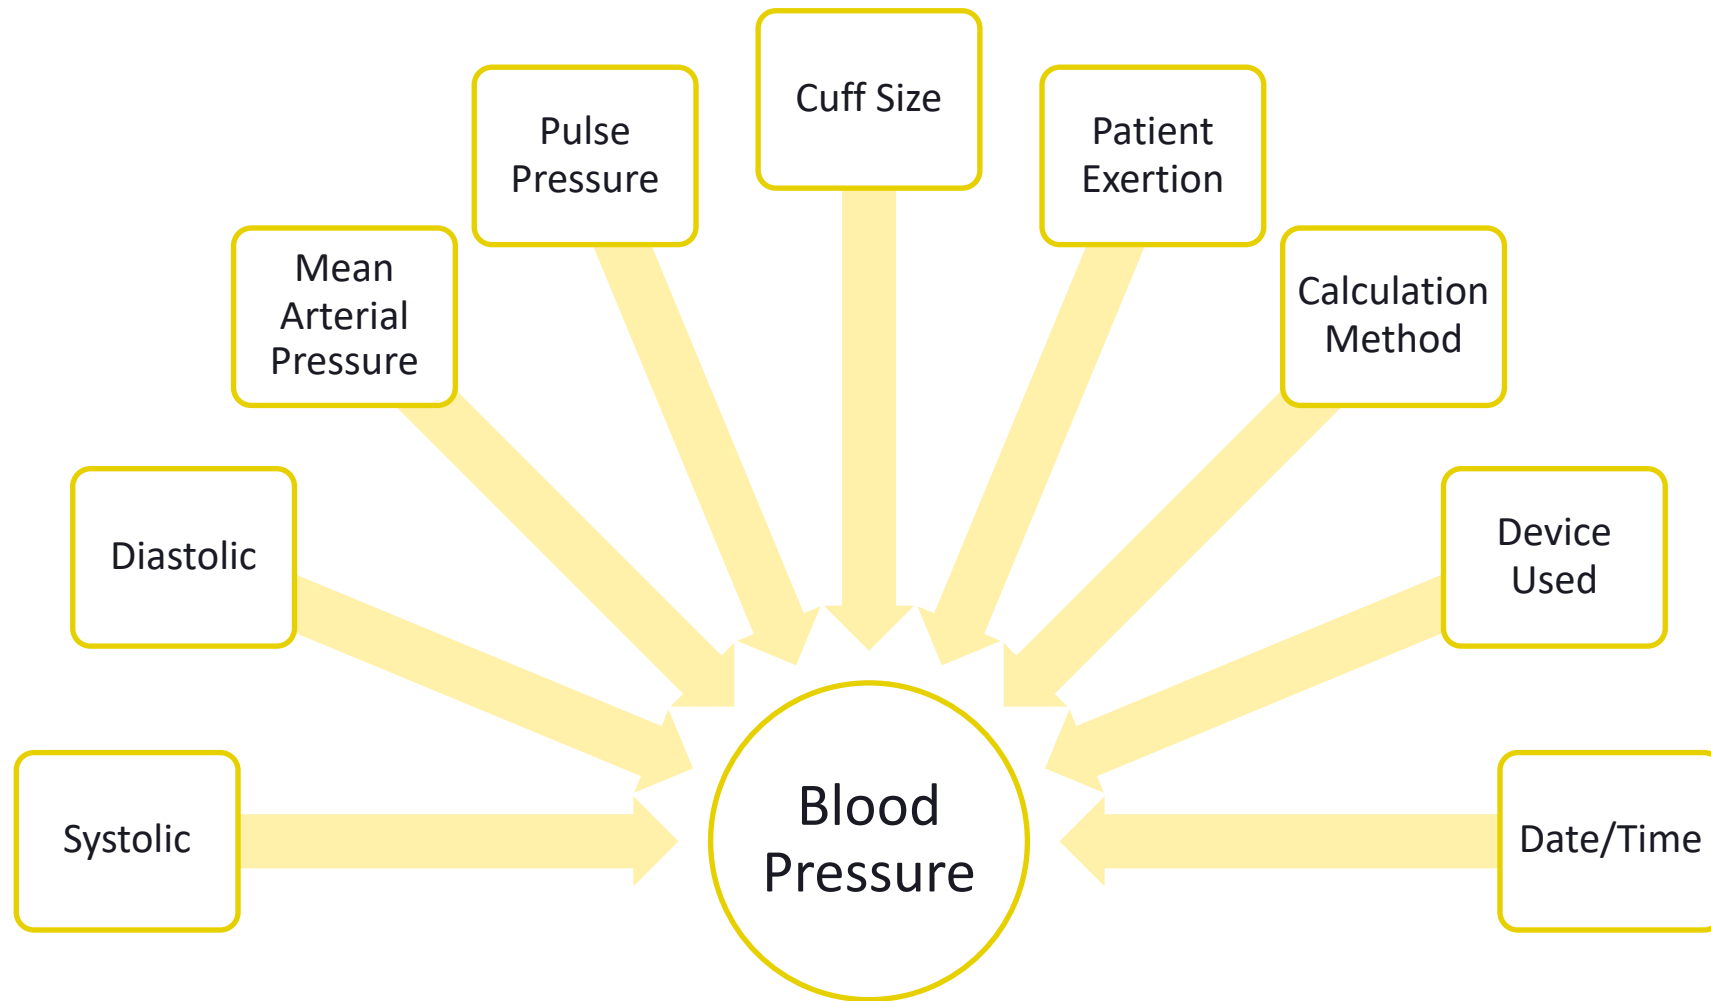 Cuff Size
Pulse
Pressure
Patient
Exertion
Mean
Arterial
Pressure
Calculation
Method
Diastolic
Device
Used
Systolic
Blood
Pressure
Date/Time